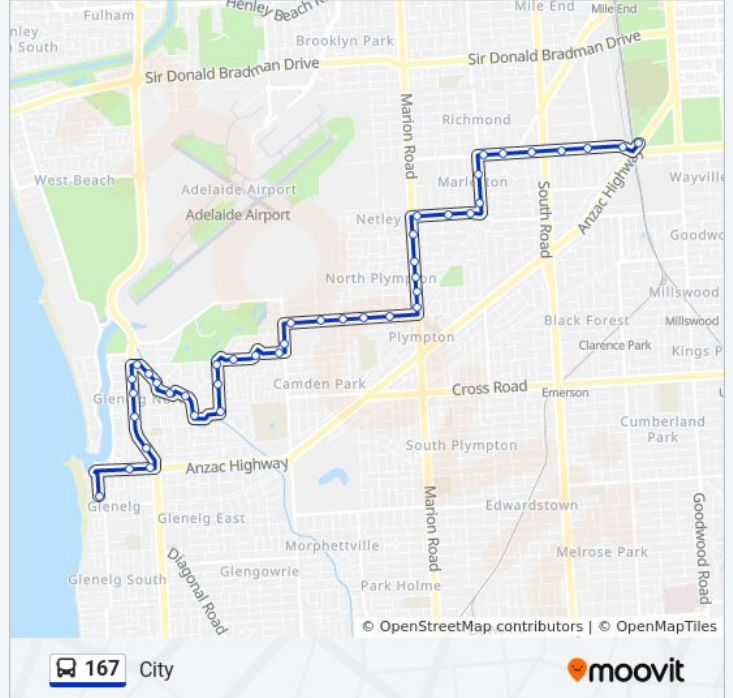 Fulham
Henley Beach R
Mile End
Mile End
nley
South
Brooklyn Park
Sir Donald Bradman Drive
Sir Donald Bradman Drive
Marion Road
Richmond
West Beach
Adelaide Airport
Marleston
Wayville
Adelaide Airport
Netley
South Road
Anzac Highway
Goodwo
North Plympton
Millswood
Plympton
Black Forest
Millswood
Clarence Park
Kings P
Camden Park
Cross Road
Emerson
Glenelg North
Cumberland
Park
South Plympton
Anzac Highway
Glenelg
Marion Road
Edwardstown
Goodwood Road
Glenelg East
Morphettville
Melrose Park
Diagonal Road
Glenelg South
Glengowrie
Park Holme
© OpenStreetMap contributors | © OpenMapTiles
167 City
moovit